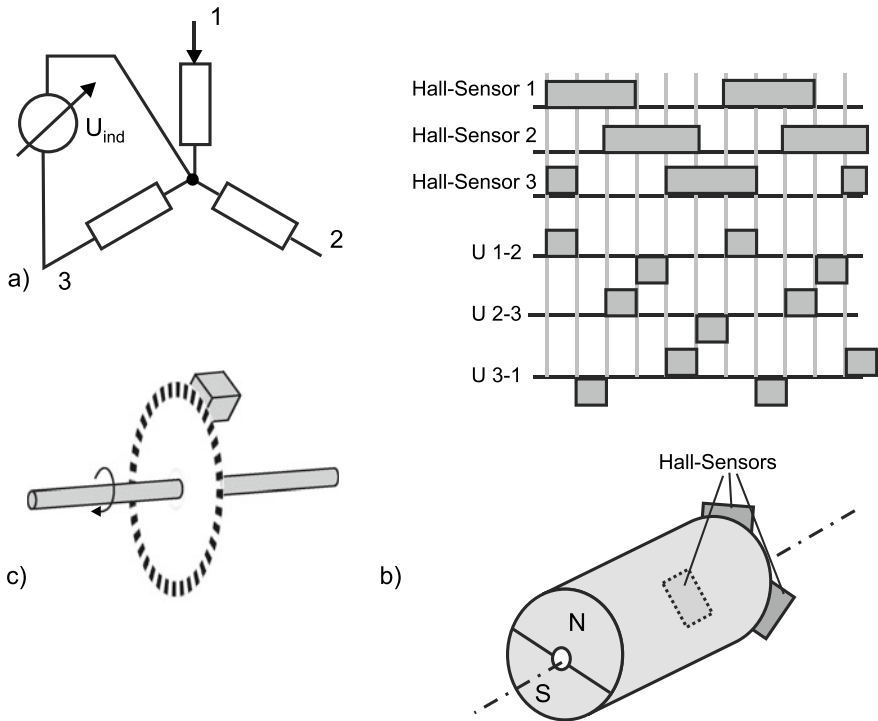 1
U_ind
2
3
a)
Hall-Sensor 1
Hall-Sensor 2
Hall-Sensor 3
U 1-2
U 2-3
U 3-1
c)
b)
Hall-Sensors
N
S